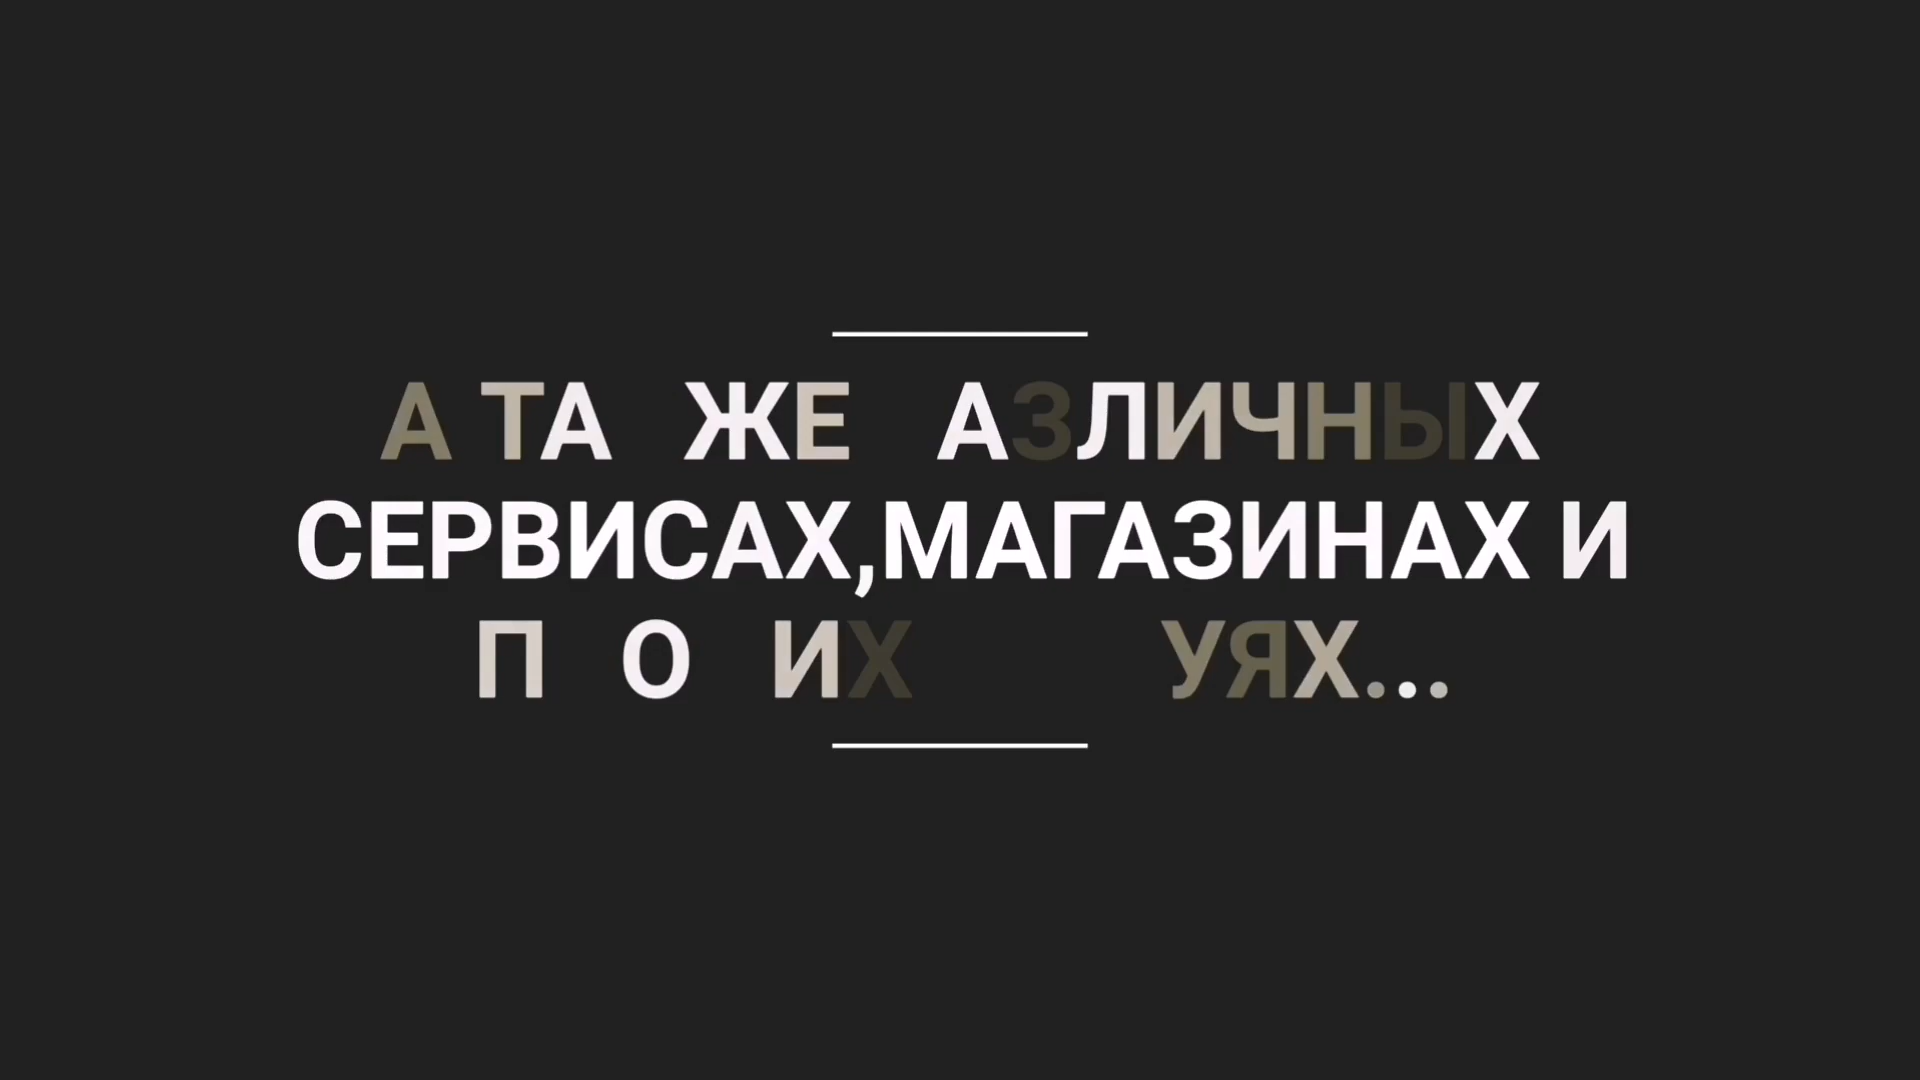 А ТА ЖЕ АЗЛИЧНЫХ
СЕРВИСАХ,МАГАЗИНАХ И
П О ИХ УЯХ...